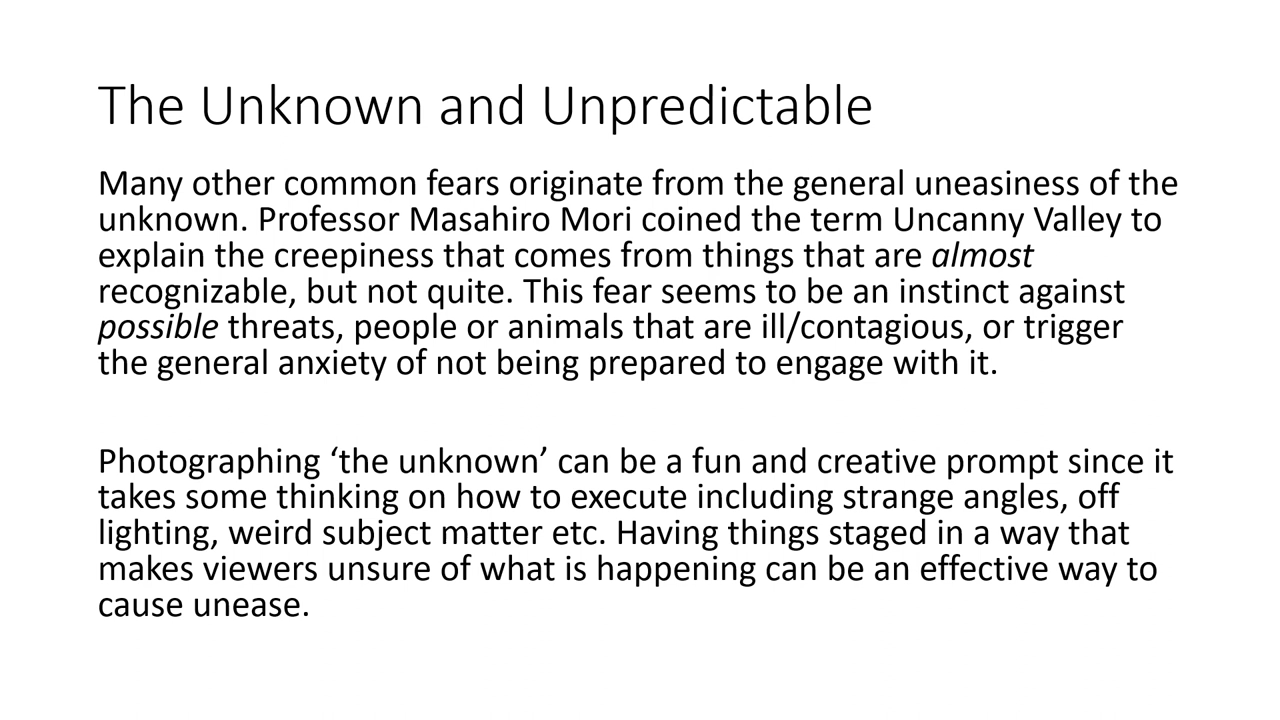 The Unknown and Unpredictable
Many other common fears originate from the general uneasiness of the
unknown. Professor Masahiro Mori coined the term Uncanny Valley to
explain the creepiness that comes from things that are almost
recognizable, but not quite. This fear seems to be an instinct against
possible threats, people or animals that are ill/contagious, or trigger
the general anxiety of not being prepared to engage with it.
Photographing ‘the unknown’ can be a fun and creative prompt since it
takes some thinking on how to execute including strange angles, off
lighting, weird subject matter etc. Having things staged in a way that
makes viewers unsure of what is happening can be an effective way to
cause unease.